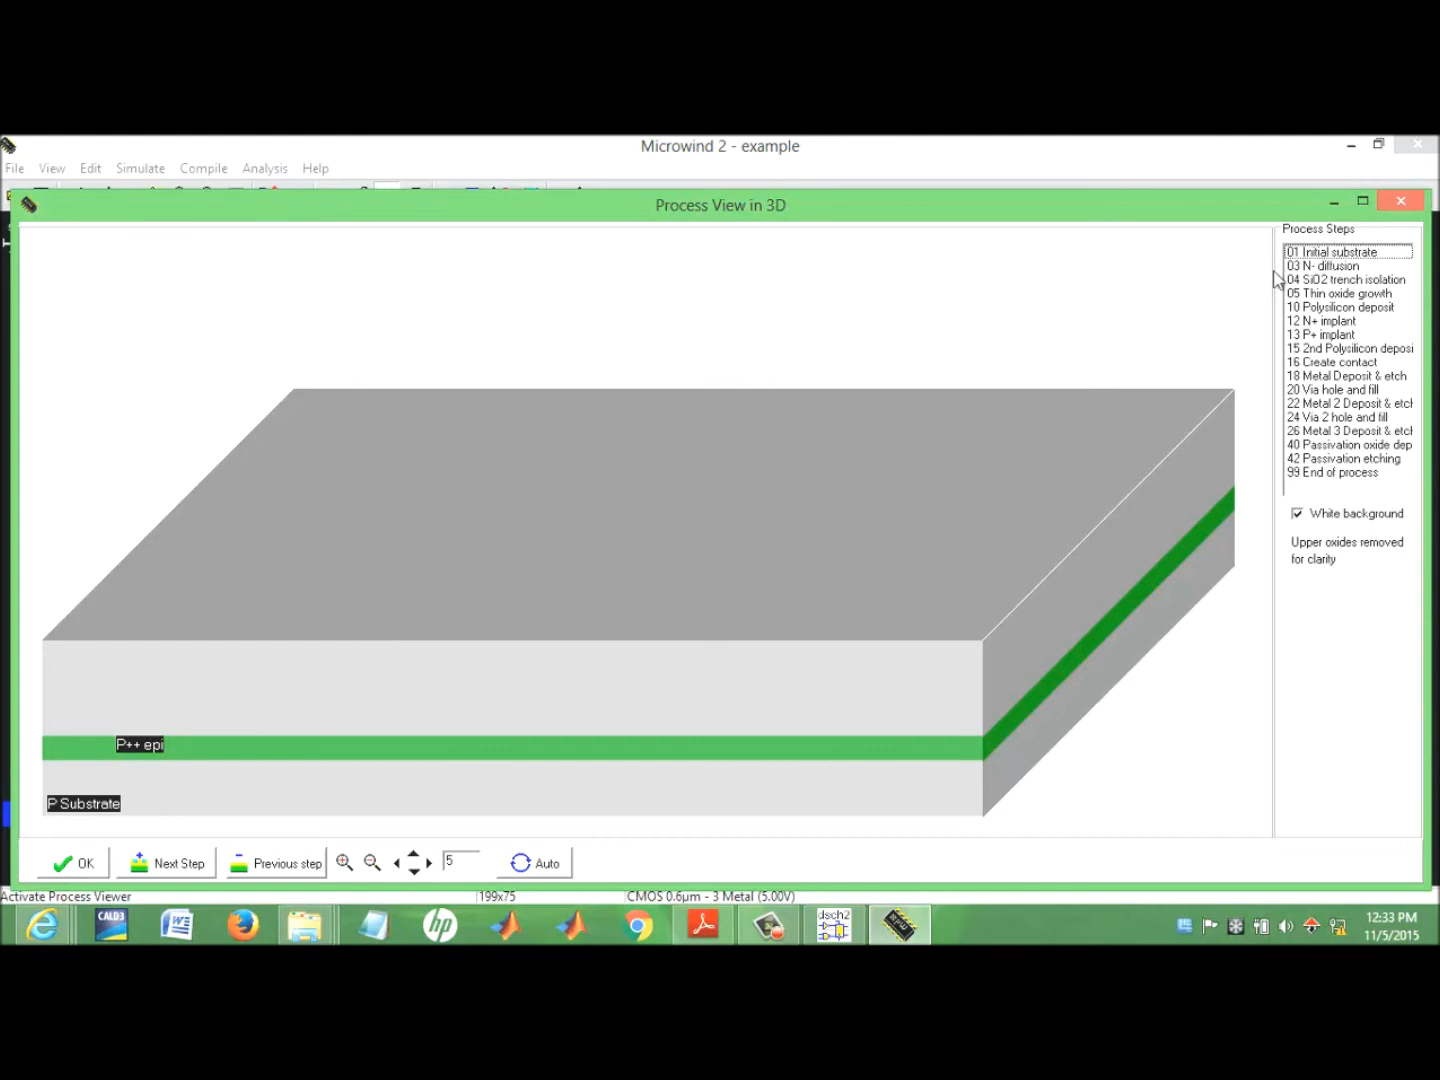 Microwind 2 - example
File View Edit Simulate Compile Analysis Help
Process View in 3D
Process Steps
01 Initial substrate
03 N- diffusion
04 SiO2 trench isolation
05 Thin oxide growth
10 Polysilicon deposit
12 N+ implant
13 P+ implant
15 2nd Polysilicon deposi
16 Create contact
18 Metal Deposit & etch
20 Via hole and fill
22 Metal 2 Deposit & etch
24 Via 2 hole and fill
26 Metal 3 Deposit & etch
40 Passivation oxide dep
42 Passivation etching
99 End of process
White background
Upper oxides removed
for clarity
P++ epi
P Substrate
OK Next Step Previous step 5 Auto
Activate Process Viewer 199x75 CMOS 0.6µm - 3 Metal (5.00V)
CALD3
dsch2
hp
12:33 PM
11/5/2015